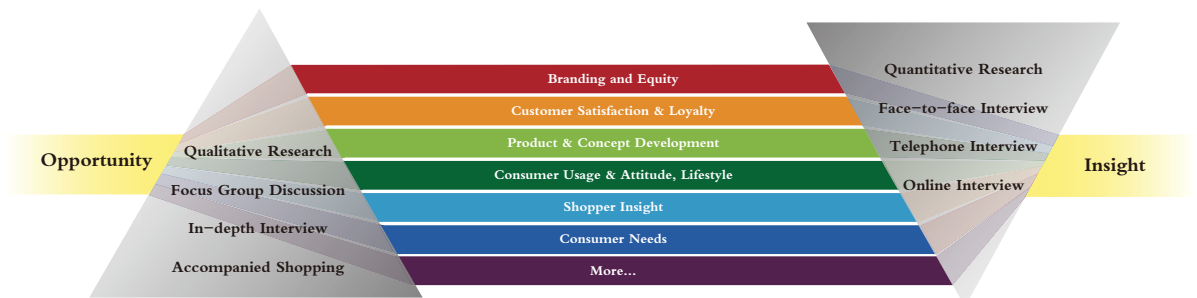 Opportunity
Qualitative Research
Focus Group Discussion
In-depth Interview
Accompanied Shopping
Branding and Equity
Customer Satisfaction & Loyalty
Product & Concept Development
Consumer Usage & Attitude, Lifestyle
Shopper Insight
Consumer Needs
More...
Quantitative Research
Face-to-face Interview
Telephone Interview
Online Interview
Insight